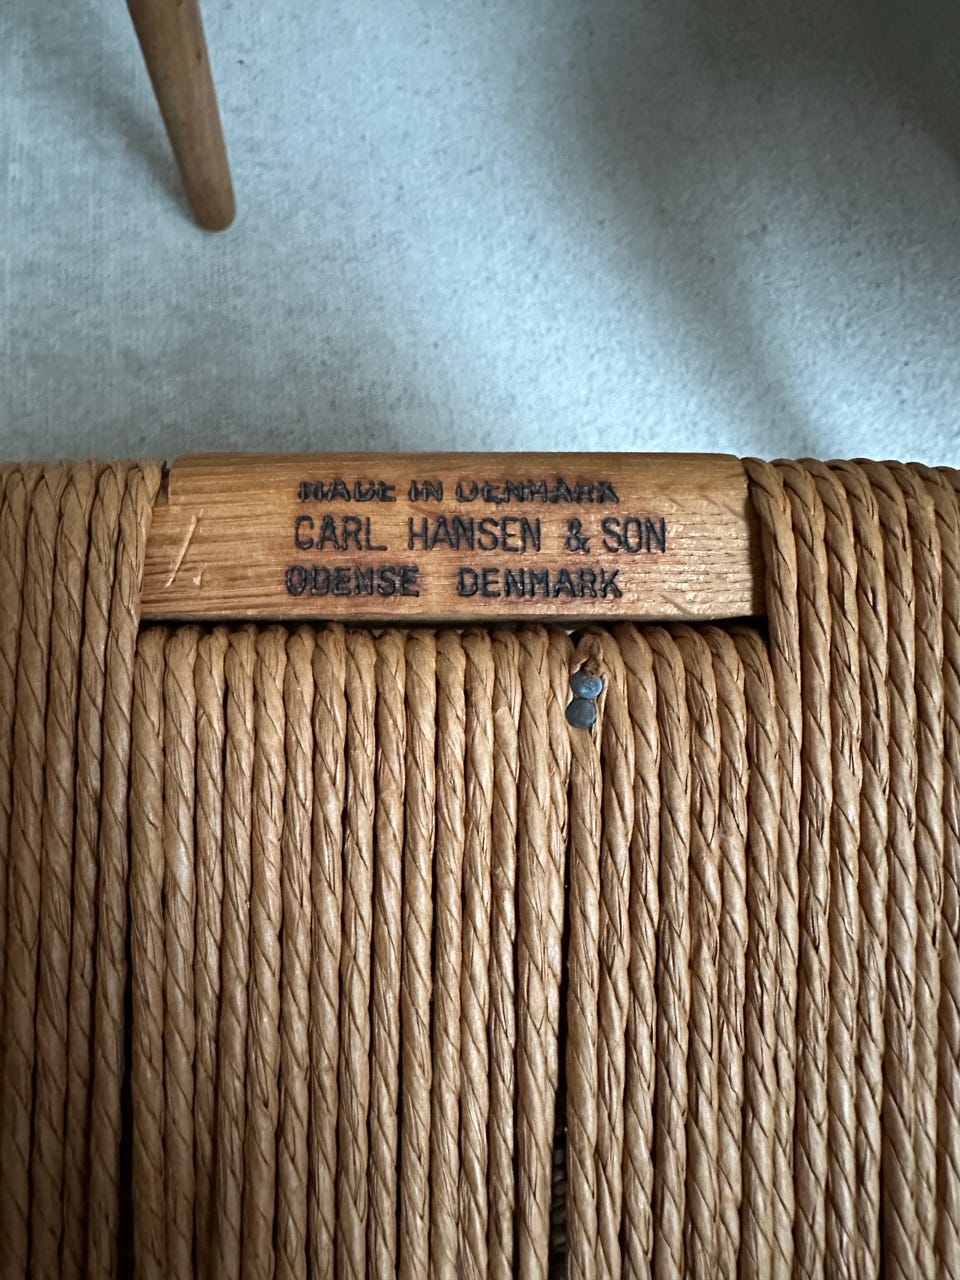 MADE IN DENMARK
CARL HANSEN & SON
ODENSE DENMARK